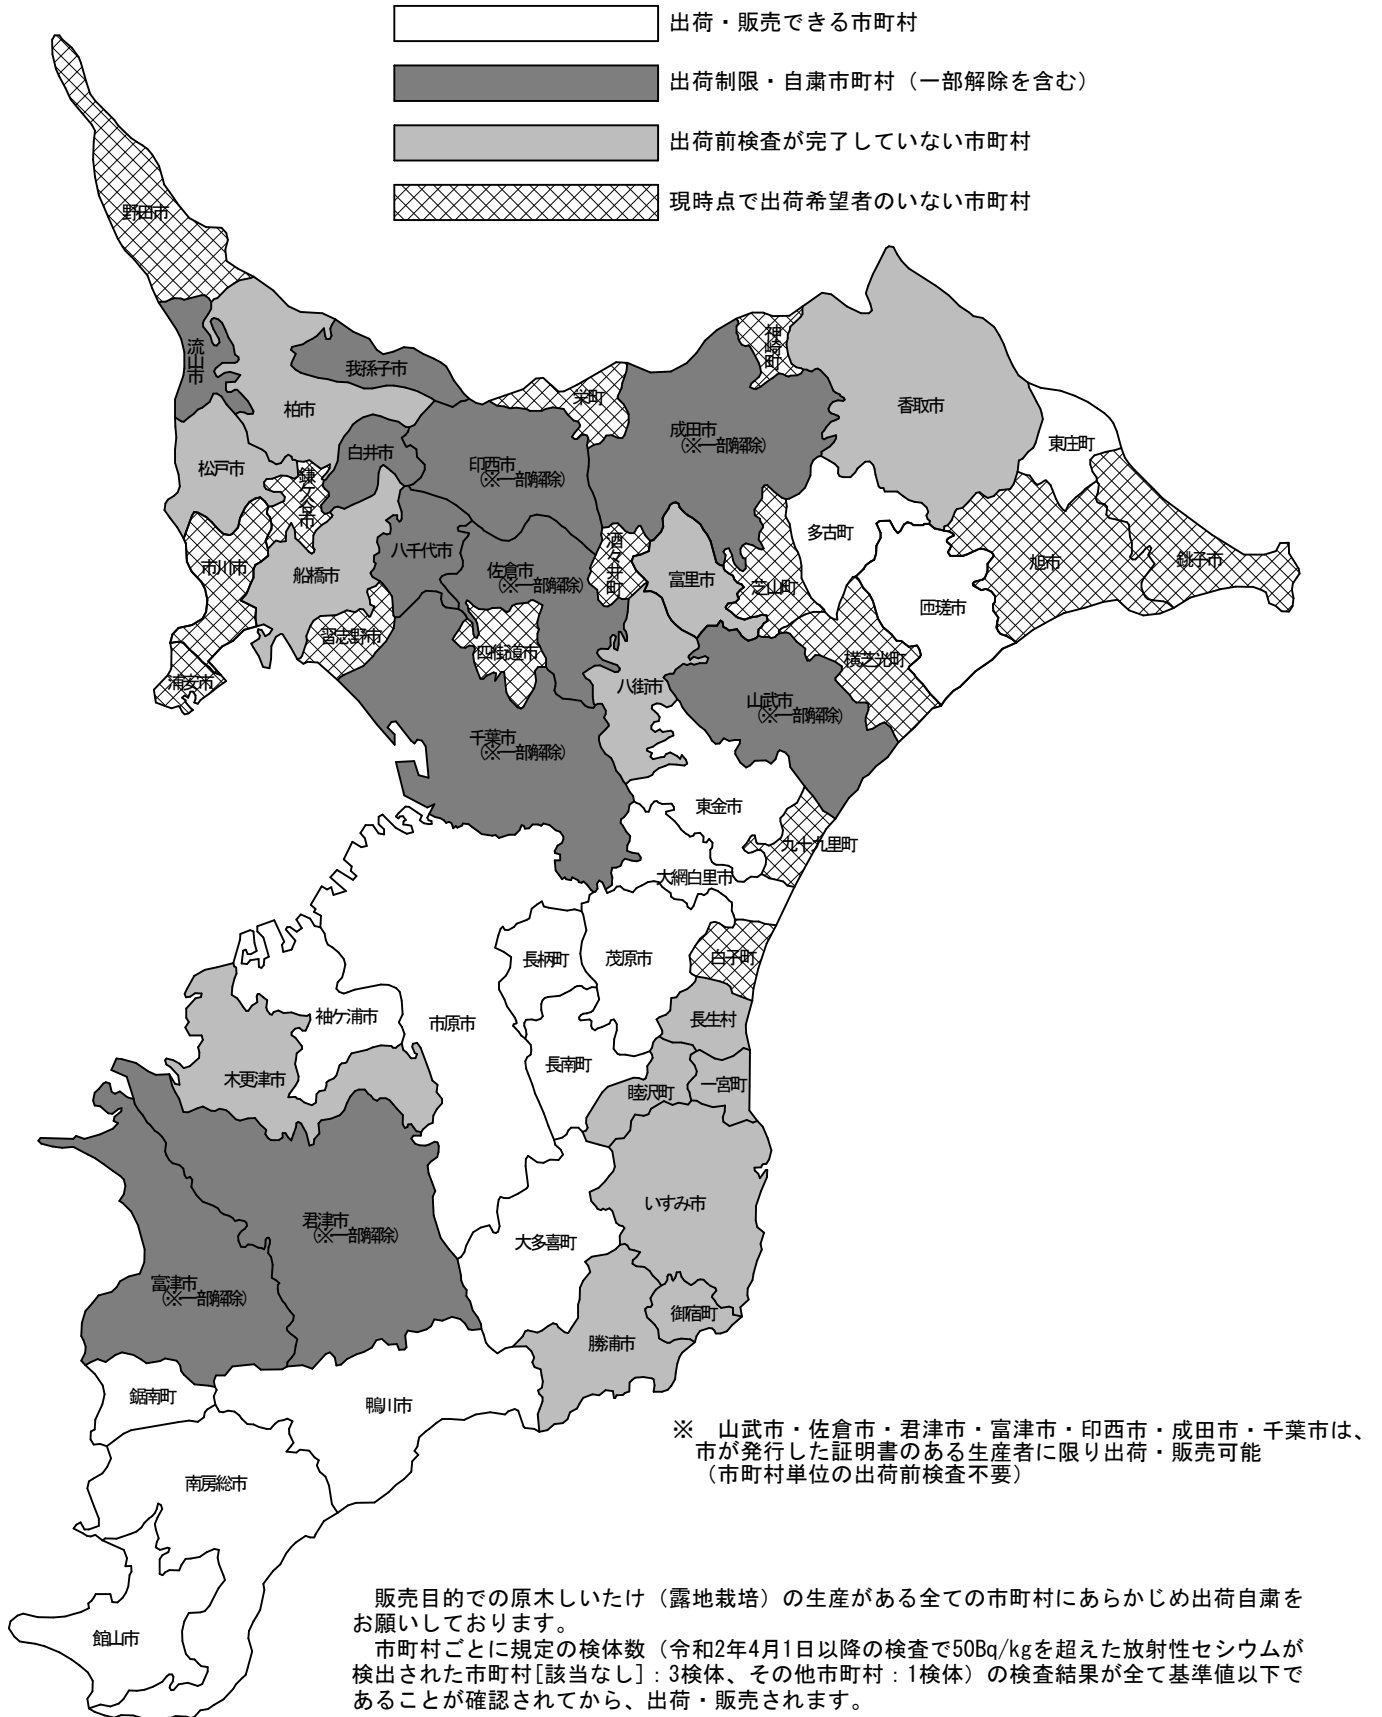 出荷・販売できる市町村
出荷制限・自粛市町村（一部解除を含む）
出荷前検査が完了していない市町村
現時点で出荷希望者のいない市町村
野田市
流山市
我孫子市
柏市
松戸市
鎌ケ谷市
白井市
印西市
（※一部解除）
栄町
成田市
（※一部解除）
神崎町
香取市
東庄町
市川市
船橋市
八千代市
佐倉市
（※一部解除）
酒々井町
富里市
芝山町
多古町
匝瑳市
旭市
銚子市
浦安市
習志野市
四街道市
八街市
山武市
（※一部解除）
横芝光町
千葉市
（※一部解除）
東金市
九十九里町
大網白里市
長柄町
茂原市
白子町
袖ケ浦市
市原市
長生村
木更津市
長南町
睦沢町
一宮町
君津市
（※一部解除）
いすみ市
大多喜町
富津市
（※一部解除）
御宿町
勝浦市
鋸南町
鴨川市
南房総市
館山市
※　山武市・佐倉市・君津市・富津市・印西市・成田市・千葉市は、
市が発行した証明書のある生産者に限り出荷・販売可能
（市町村単位の出荷前検査不要）
販売目的での原木しいたけ（露地栽培）の生産がある全ての市町村にあらかじめ出荷自粛を
お願いしております。
市町村ごとに規定の検体数（令和2年4月1日以降の検査で50Bq/kgを超えた放射性セシウムが
検出された市町村[該当なし]：3検体、その他市町村：1検体）の検査結果が全て基準値以下で
あることが確認されてから、出荷・販売されます。